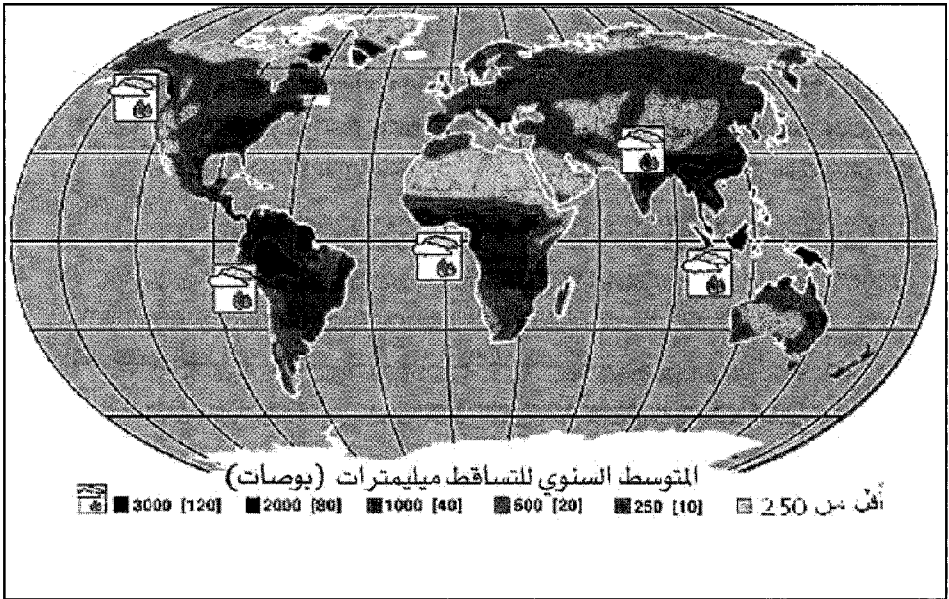 المتوسط السنوي للتساقط ميليمترات (بوصات)
3000 [120] 2000 [80] 1000 [40] 500 [20] 250 [10] أقل من 250